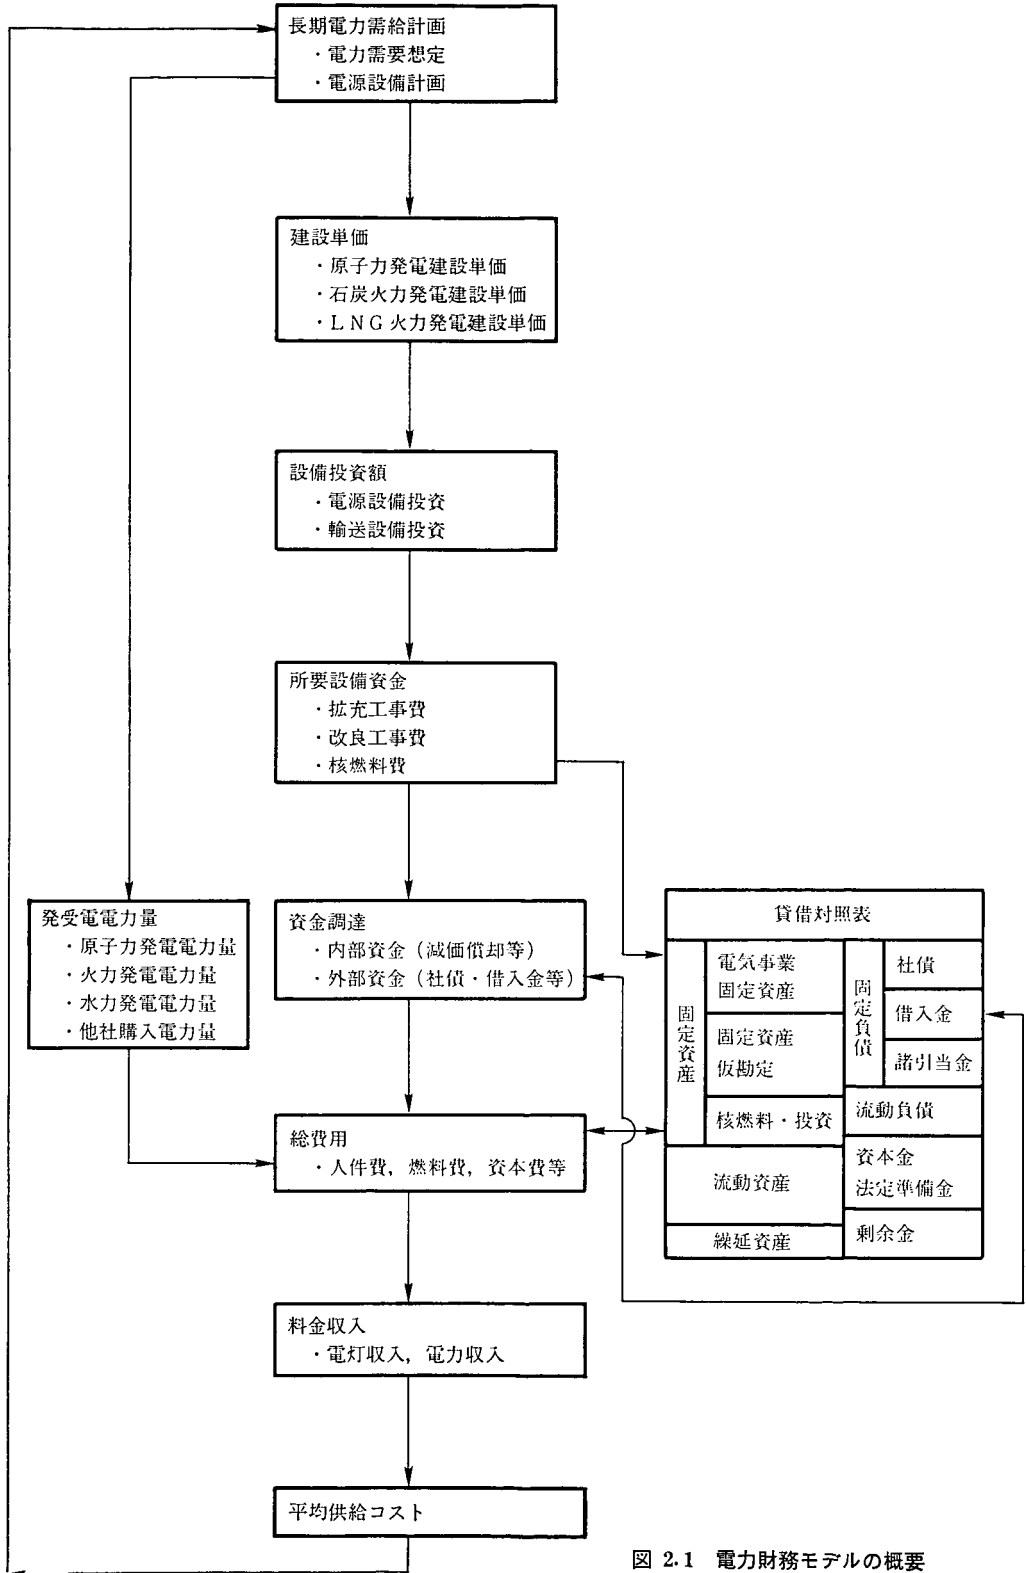 長期電力需給計画
・電力需要想定
・電源設備計画
建設単価
・原子力発電建設単価
・石炭火力発電建設単価
・LNG火力発電建設単価
設備投資額
・電源設備投資
・輸送設備投資
所要設備資金
・拡充工事費
・改良工事費
・核燃料費
発受電電力量
・原子力発電電力量
・火力発電電力量
・水力発電電力量
・他社購入電力量
資金調達
・内部資金（減価償却等）
・外部資金（社債・借入金等）
総費用
・人件費，燃料費，資本費等
料金収入
・電灯収入，電力収入
平均供給コスト
貸借対照表
固定資産
電気事業
固定資産
固定資産
仮勘定
核燃料・投資
流動資産
繰延資産
固定負債
社債
借入金
諸引当金
流動負債
資本金
法定準備金
剰余金
図 2.1 電力財務モデルの概要